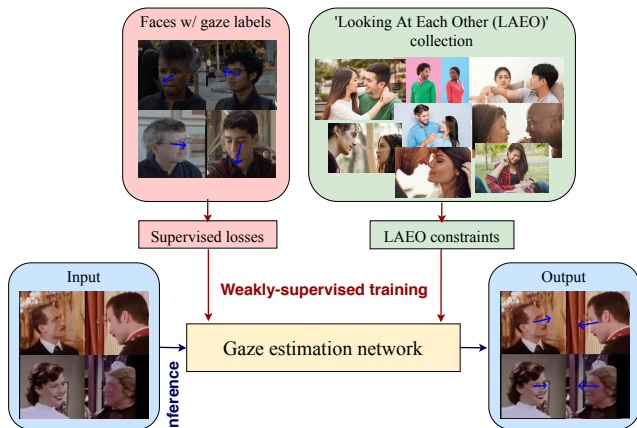 Faces w/ gaze labels
'Looking At Each Other (LAEO)'
collection
Supervised losses
LAEO constraints
Input
Weakly-supervised training
Output
Gaze estimation network
nference